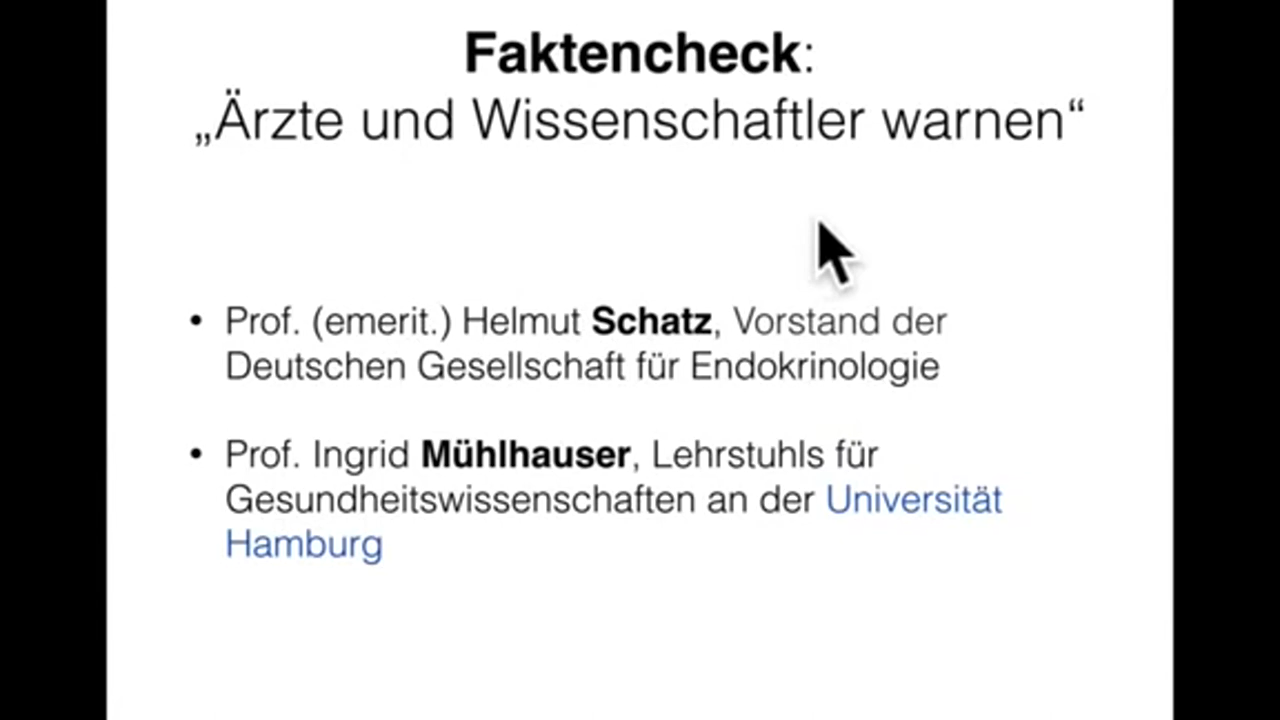 Faktencheck:
„Ärzte und Wissenschaftler warnen“
• Prof. (emerit.) Helmut Schatz, Vorstand der
Deutschen Gesellschaft für Endokrinologie
• Prof. Ingrid Mühlhauser, Lehrstuhls für
Gesundheitswissenschaften an der Universität
Hamburg